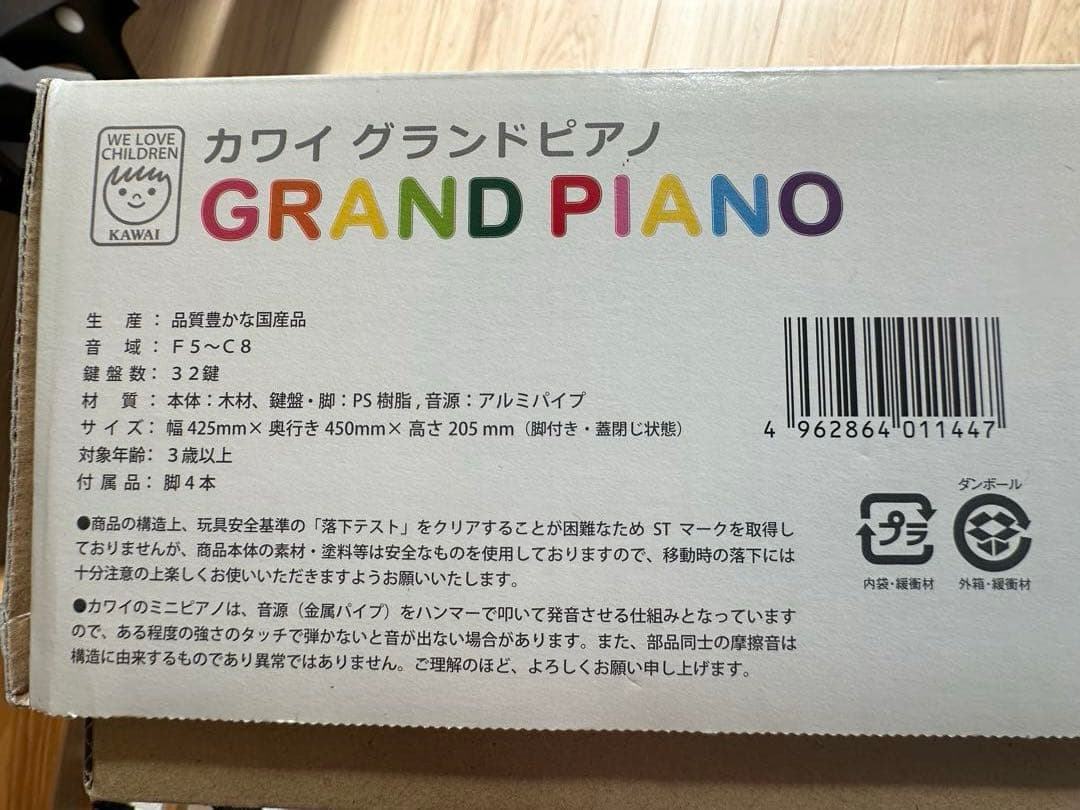 WE LOVE
CHILDREN
KAWAI
カワイ グランドピアノ
GRAND PIANO
生産：品質豊かな国産品
音域：F5～C8
鍵盤数：32鍵
材質：本体：木材、鍵盤・脚：PS樹脂,音源：アルミパイプ
サイズ：幅425mm×奥行き450mm×高さ205mm（脚付き・蓋閉じ状態）
対象年齢：3歳以上
付属品：脚4本
4 962864 011447
ダンボール
プラ
内袋・緩衝材
外箱・緩衝材
●商品の構造上、玩具安全基準の「落下テスト」をクリアすることが困難なため ST マークを取得し
ておりませんが、商品本体の素材・塗料等は安全なものを使用しておりますので、移動時の落下には
十分注意の上楽しくお使いいただきますようお願いいたします。
●カワイのミニピアノは、音源（金属パイプ）をハンマーで叩いて発音させる仕組みとなっています
ので、ある程度の強さのタッチで弾かないと音が出ない場合があります。また、部品同士の摩擦音は
構造に由来するものであり異常ではありません。ご理解のほど、よろしくお願い申し上げます。